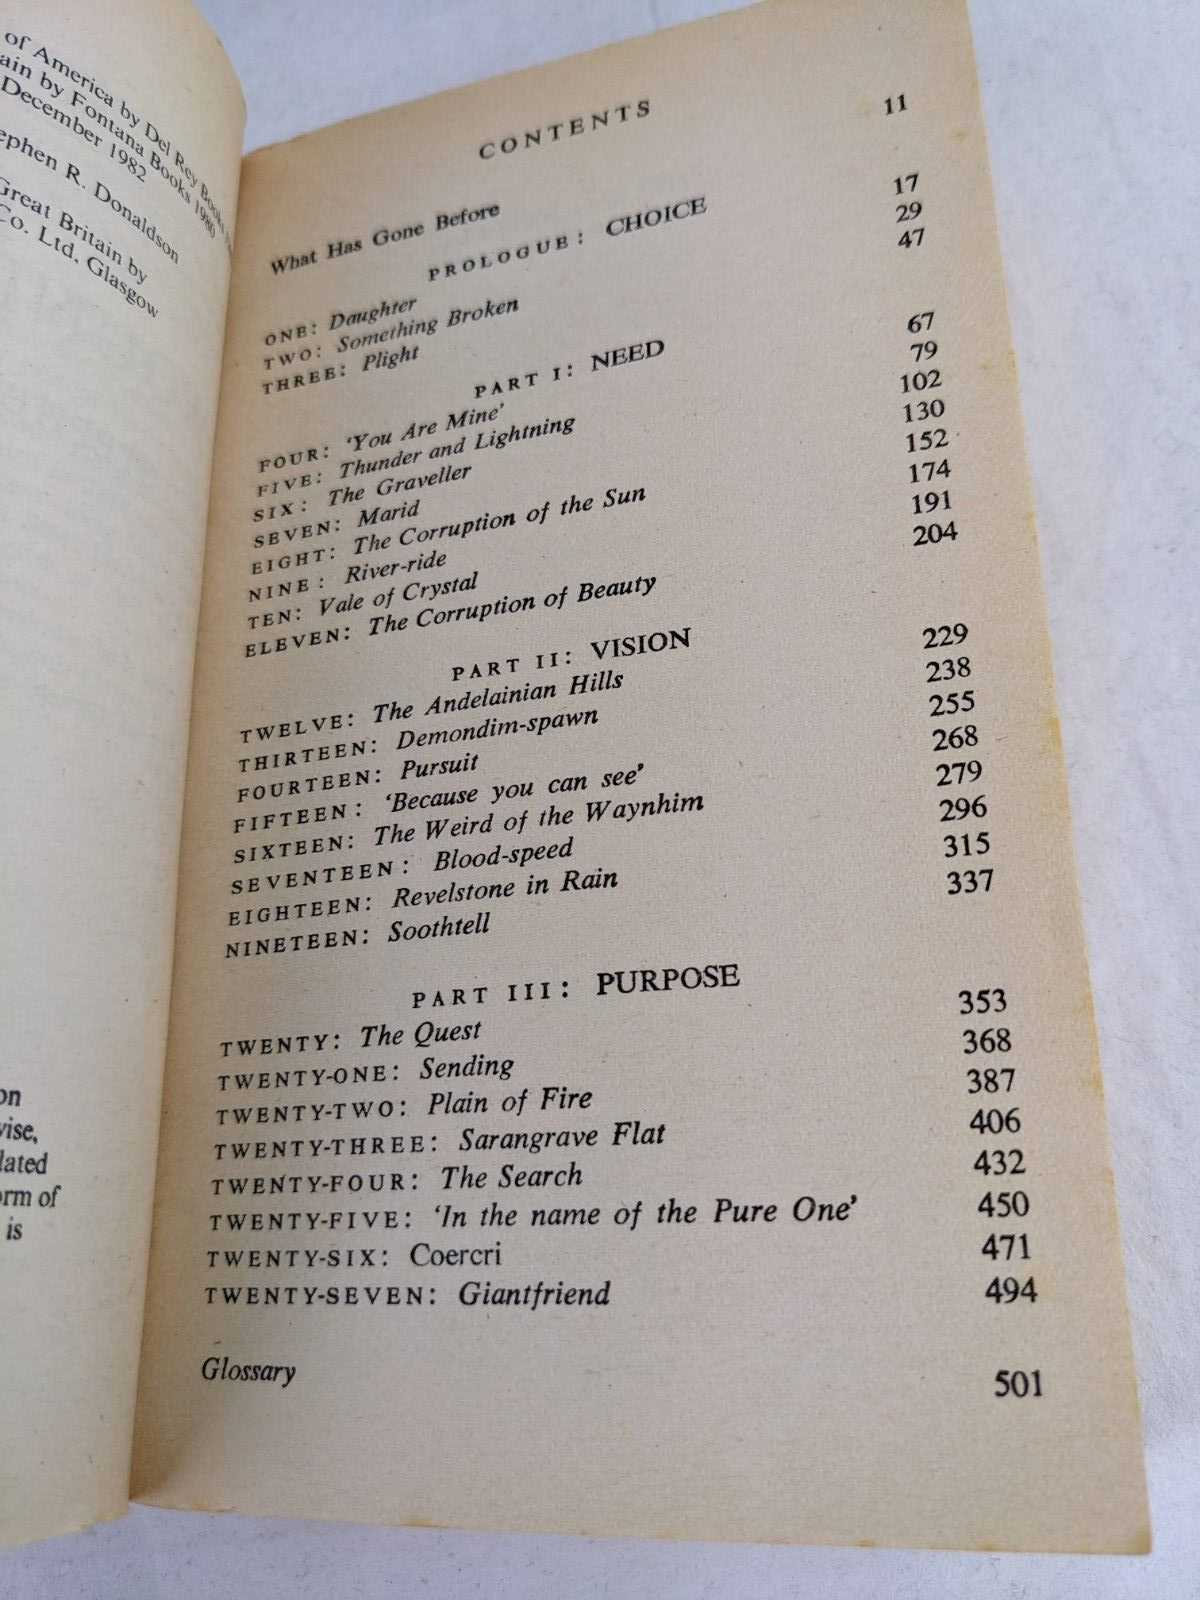 of America by Del Rey Books
ain by Fontana Books 1980
December 1982
ephen R. Donaldson
Great Britain by
Co. Ltd, Glasgow
on
wise,
lated
orm of
is
CONTENTS
What Has Gone Before 11
PROLOGUE: CHOICE
ONE: Daughter 17
TWO: Something Broken 29
THREE: Plight 47
PART I: NEED
FOUR: ‘You Are Mine’ 67
FIVE: Thunder and Lightning 79
SIX: The Graveller 102
SEVEN: Marid 130
EIGHT: The Corruption of the Sun 152
NINE: River-ride 174
TEN: Vale of Crystal 191
ELEVEN: The Corruption of Beauty 204
PART II: VISION
TWELVE: The Andelainian Hills 229
THIRTEEN: Demondim-spawn 238
FOURTEEN: Pursuit 255
FIFTEEN: ‘Because you can see’ 268
SIXTEEN: The Weird of the Waynhim 279
SEVENTEEN: Blood-speed 296
EIGHTEEN: Revelstone in Rain 315
NINETEEN: Soothtell 337
PART III: PURPOSE
TWENTY: The Quest 353
TWENTY-ONE: Sending 368
TWENTY-TWO: Plain of Fire 387
TWENTY-THREE: Sarangrave Flat 406
TWENTY-FOUR: The Search 432
TWENTY-FIVE: ‘In the name of the Pure One’ 450
TWENTY-SIX: Coercri 471
TWENTY-SEVEN: Giantfriend 494
Glossary 501